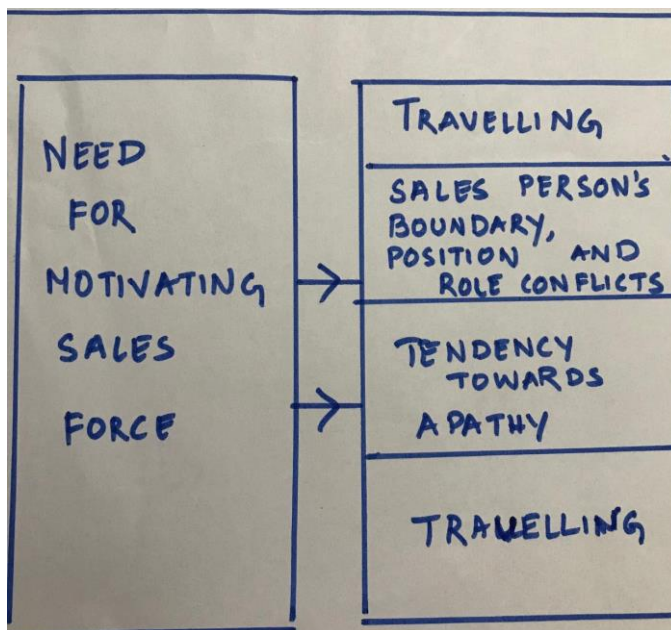 NEED
FOR
MOTIVATING
SALES
FORCE
TRAVELLING
SALES PERSON'S
BOUNDARY,
POSITION AND
ROLE CONFLICTS
TENDENCY
TOWARDS
APATHY
TRAVELLING